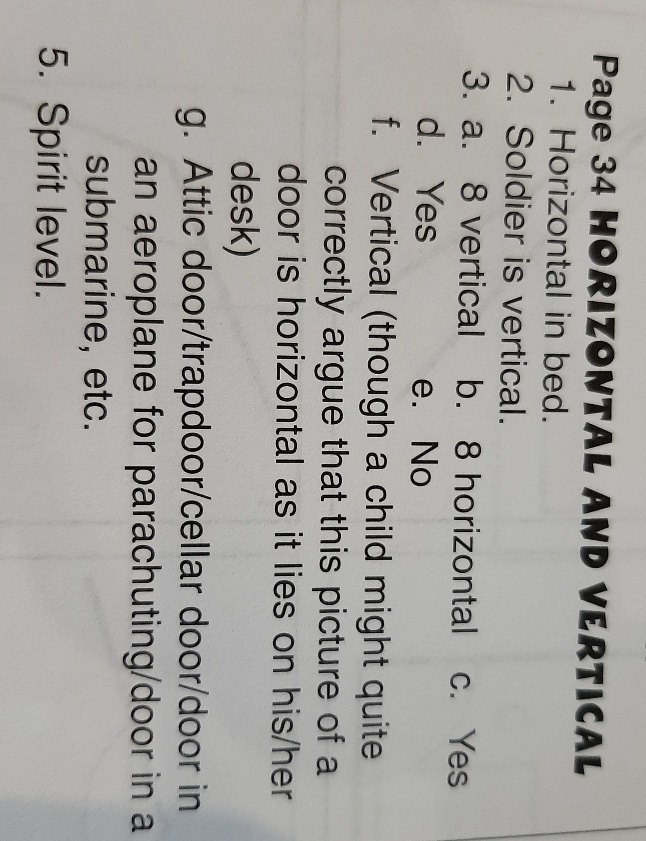 Page 34 HORIZONTAL AND VERTICAL
1. Horizontal in bed.
2. Soldier is vertical.
3. a. 8 vertical b. 8 horizontal c. Yes
d. Yes e. No
f. Vertical (though a child might quite
correctly argue that this picture of a
door is horizontal as it lies on his/her
desk)
g. Attic door/trapdoor/cellar door/door in
an aeroplane for parachuting/door in a
submarine, etc.
5. Spirit level.